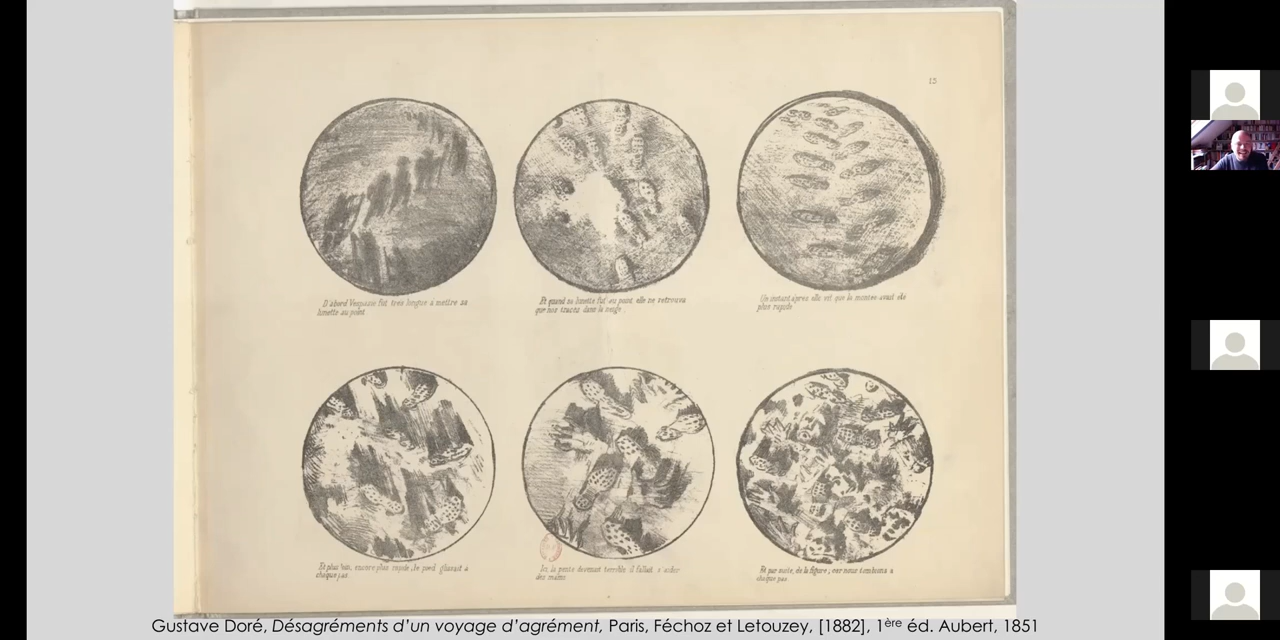 15
D'abord Vespasie fut très longue à mettre sa
lunette au point
Et quand sa lunette fut au point elle ne retrouva
que nos traces dans la neige.
Un instant après elle vit que la montée avait été
plus rapide
Et plus loin, encore plus rapide, le pied glissait à
chaque pas
Ici la pente devenait terrible il fallait s'aider
des mains
Et par suite, de la figure; car nous tombions à
chaque pas
Gustave Doré, Désagréments d'un voyage d'agrément, Paris, Féchoz et Letouzey, [1882], 1ère éd. Aubert, 1851